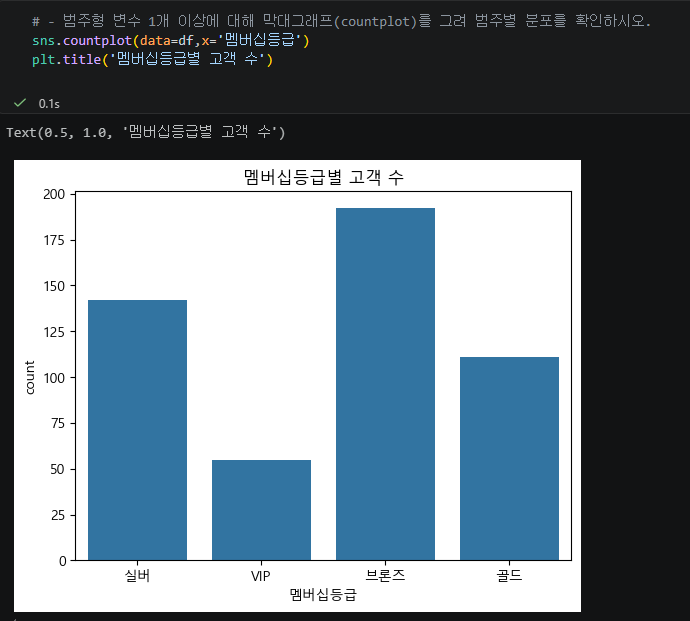 # - 범주형 변수 1개 이상에 대해 막대그래프(countplot)를 그려 범주별 분포를 확인하시오.
sns.countplot(data=df,x='멤버십등급')
plt.title('멤버십등급별 고객 수')
0.1s
Text(0.5, 1.0, '멤버십등급별 고객 수')
멤버십등급별 고객 수
200
175
150
125
100
75
50
25
0
count
실버 VIP 브론즈 골드
멤버십등급